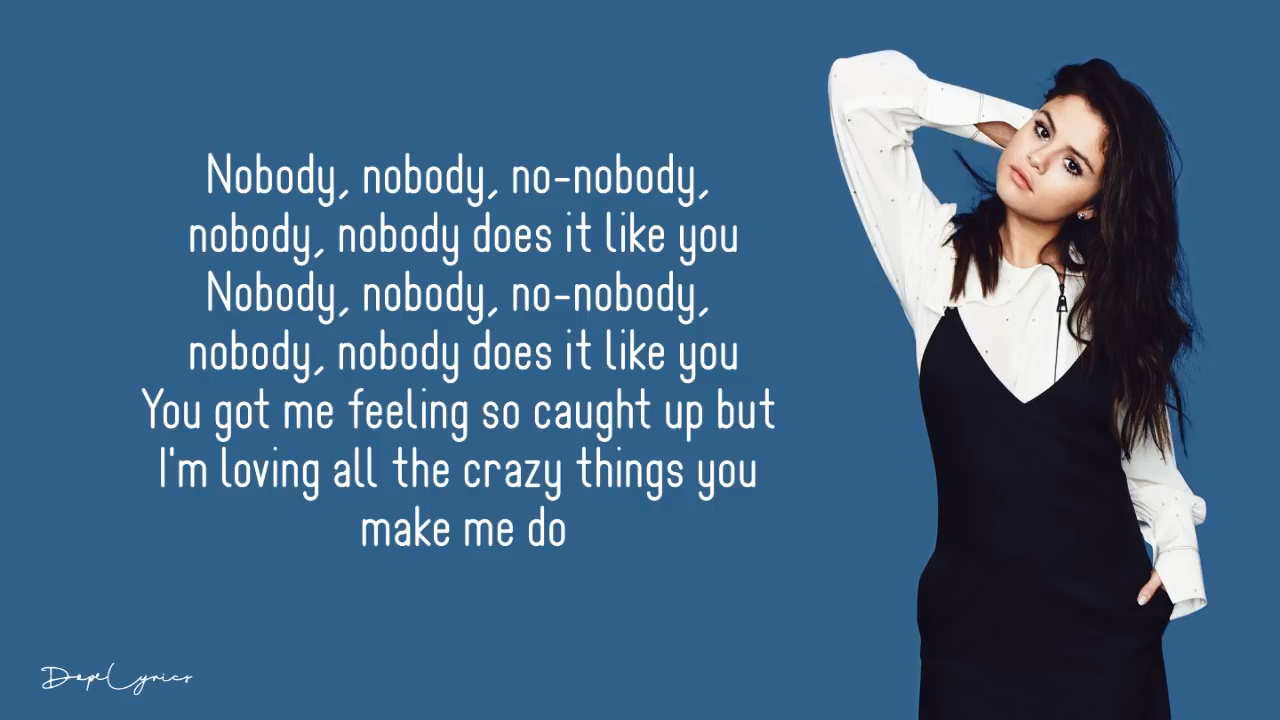 Nobody, nobody, no-nobody,
nobody, nobody does it like you
Nobody, nobody, no-nobody,
nobody, nobody does it like you
You got me feeling so caught up but
I'm loving all the crazy things you
make me do
DopeLyrics